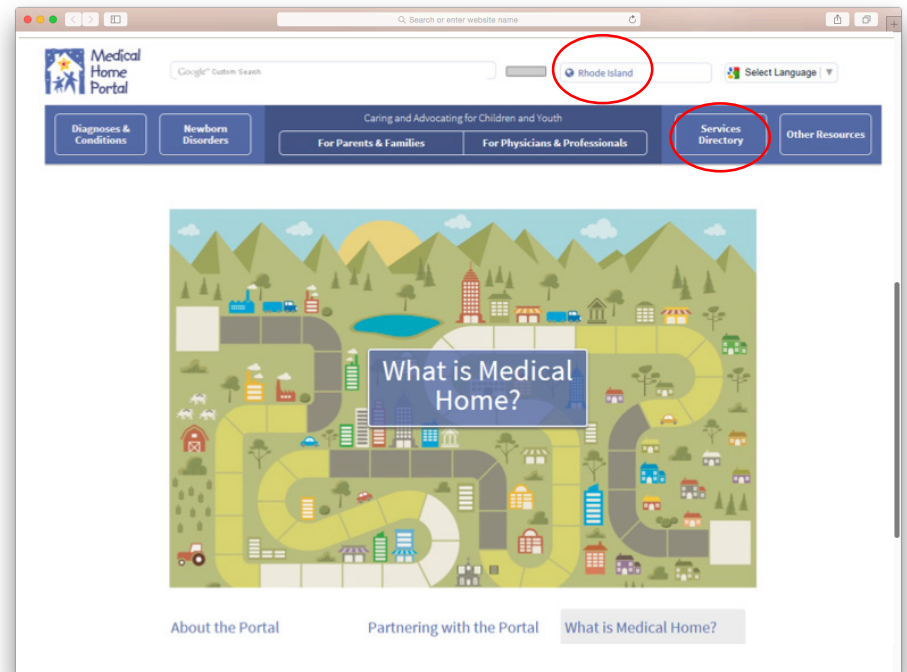 Search or enter website name
Medical
Home
Portal
Google™ Custom Search
Rhode Island
Select Language
Diagnoses &
Conditions
Newborn
Disorders
Caring and Advocating for Children and Youth
For Parents & Families
For Physicians & Professionals
Services
Directory
Other Resources
What is Medical
Home?
About the Portal
Partnering with the Portal
What is Medical Home?